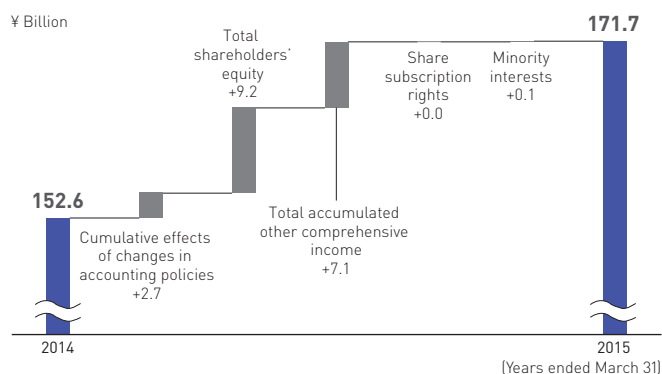 ¥ Billion
171.7
Total
shareholders'
equity
+9.2
Share
subscription
rights
+0.0
Minority
interests
+0.1
152.6
Cumulative effects
of changes in
accounting policies
+2.7
Total accumulated
other comprehensive
income
+7.1
2014
2015
(Years ended March 31)